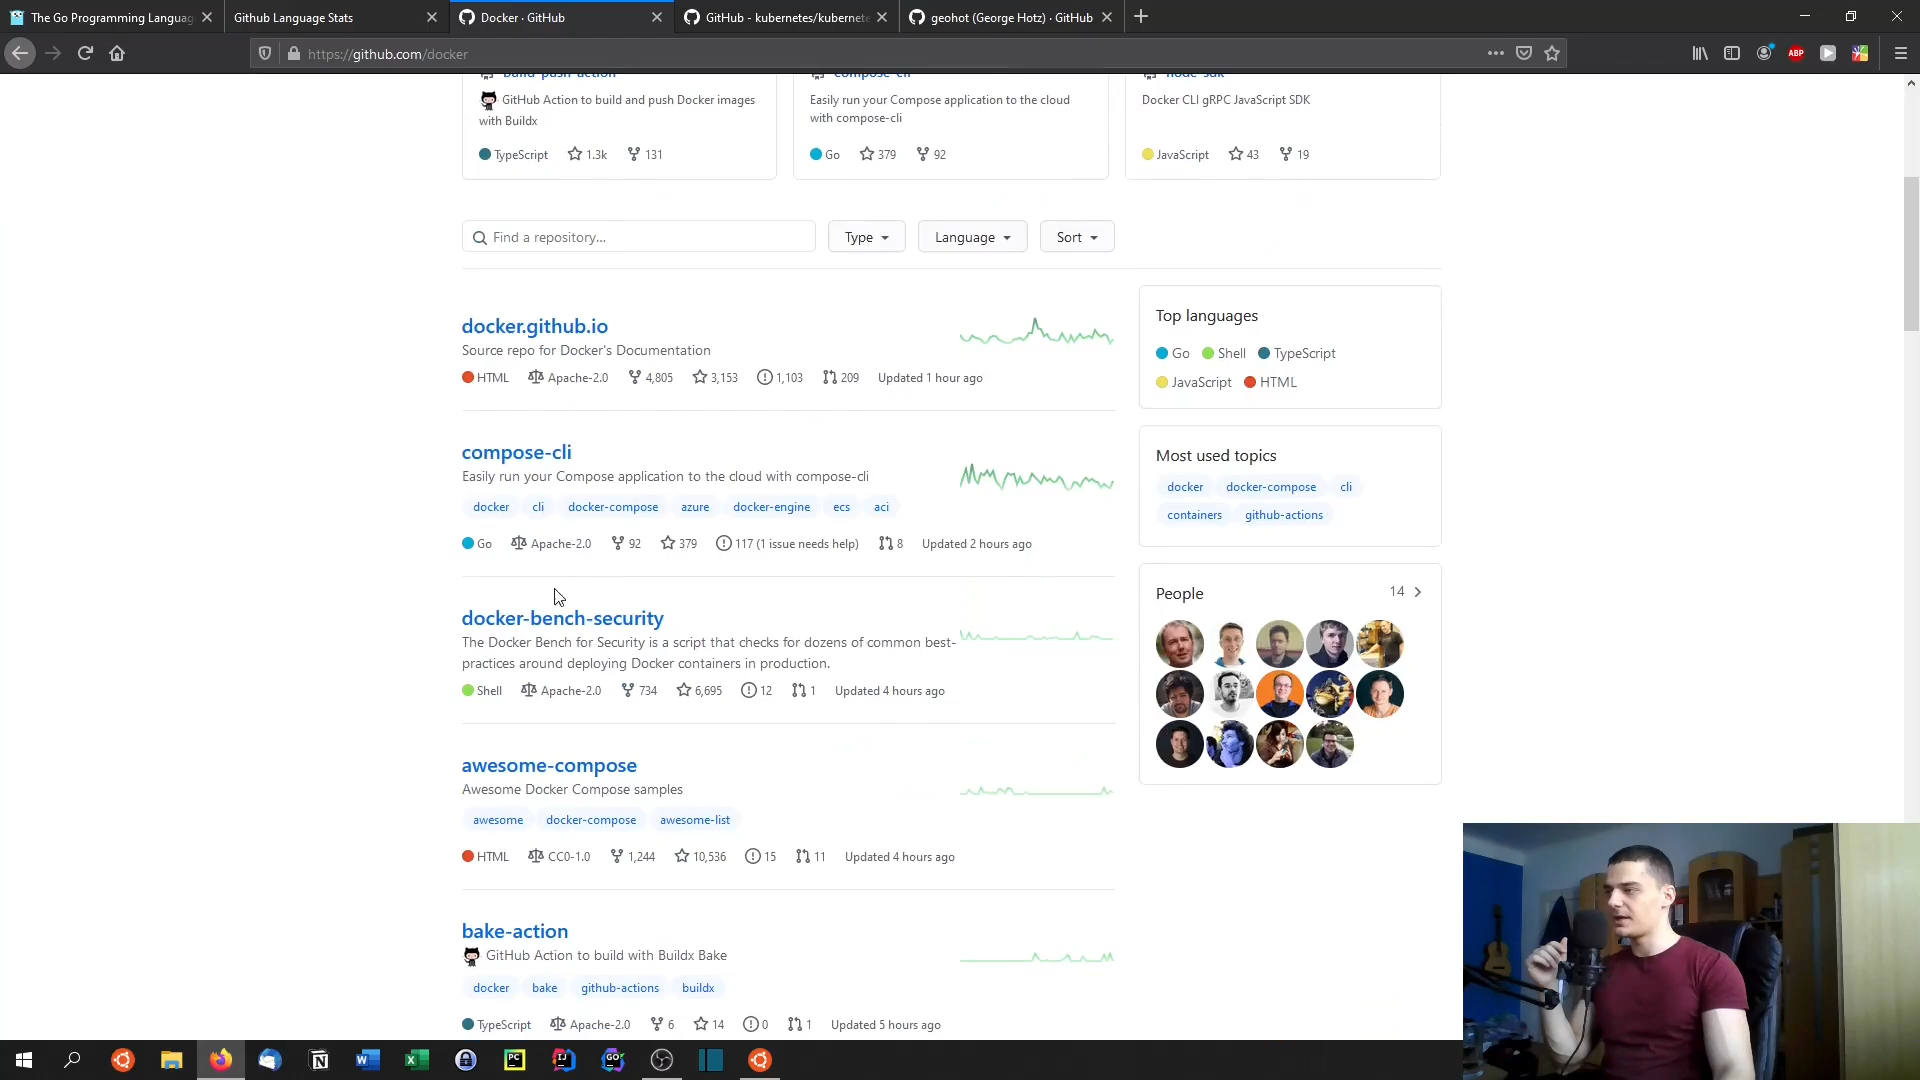 The Go Programming Languag
Github Language Stats
Docker · GitHub
GitHub - kubernetes/kubernete
geohot (George Hotz) · GitHub
https://github.com/docker
ABP
build-push-action
compose-cli
node-sdk
GitHub Action to build and push Docker images
with Buildx
Easily run your Compose application to the cloud
with compose-cli
Docker CLI gRPC JavaScript SDK
TypeScript 1.3k 131
Go 379 92
JavaScript 43 19
Find a repository...
Type
Language
Sort
docker.github.io
Source repo for Docker's Documentation
HTML Apache-2.0 4,805 3,153 1,103 209 Updated 1 hour ago
compose-cli
Easily run your Compose application to the cloud with compose-cli
docker cli docker-compose azure docker-engine ecs aci
Go Apache-2.0 92 379 117 (1 issue needs help) 8 Updated 2 hours ago
docker-bench-security
The Docker Bench for Security is a script that checks for dozens of common best-
practices around deploying Docker containers in production.
Shell Apache-2.0 734 6,695 12 1 Updated 4 hours ago
awesome-compose
Awesome Docker Compose samples
awesome docker-compose awesome-list
HTML CC0-1.0 1,244 10,536 15 11 Updated 4 hours ago
bake-action
GitHub Action to build with Buildx Bake
docker bake github-actions buildx
TypeScript Apache-2.0 6 14 0 1 Updated 5 hours ago
Top languages
Go Shell TypeScript
JavaScript HTML
Most used topics
docker docker-compose cli
containers github-actions
People 14
PC
IJ
GO